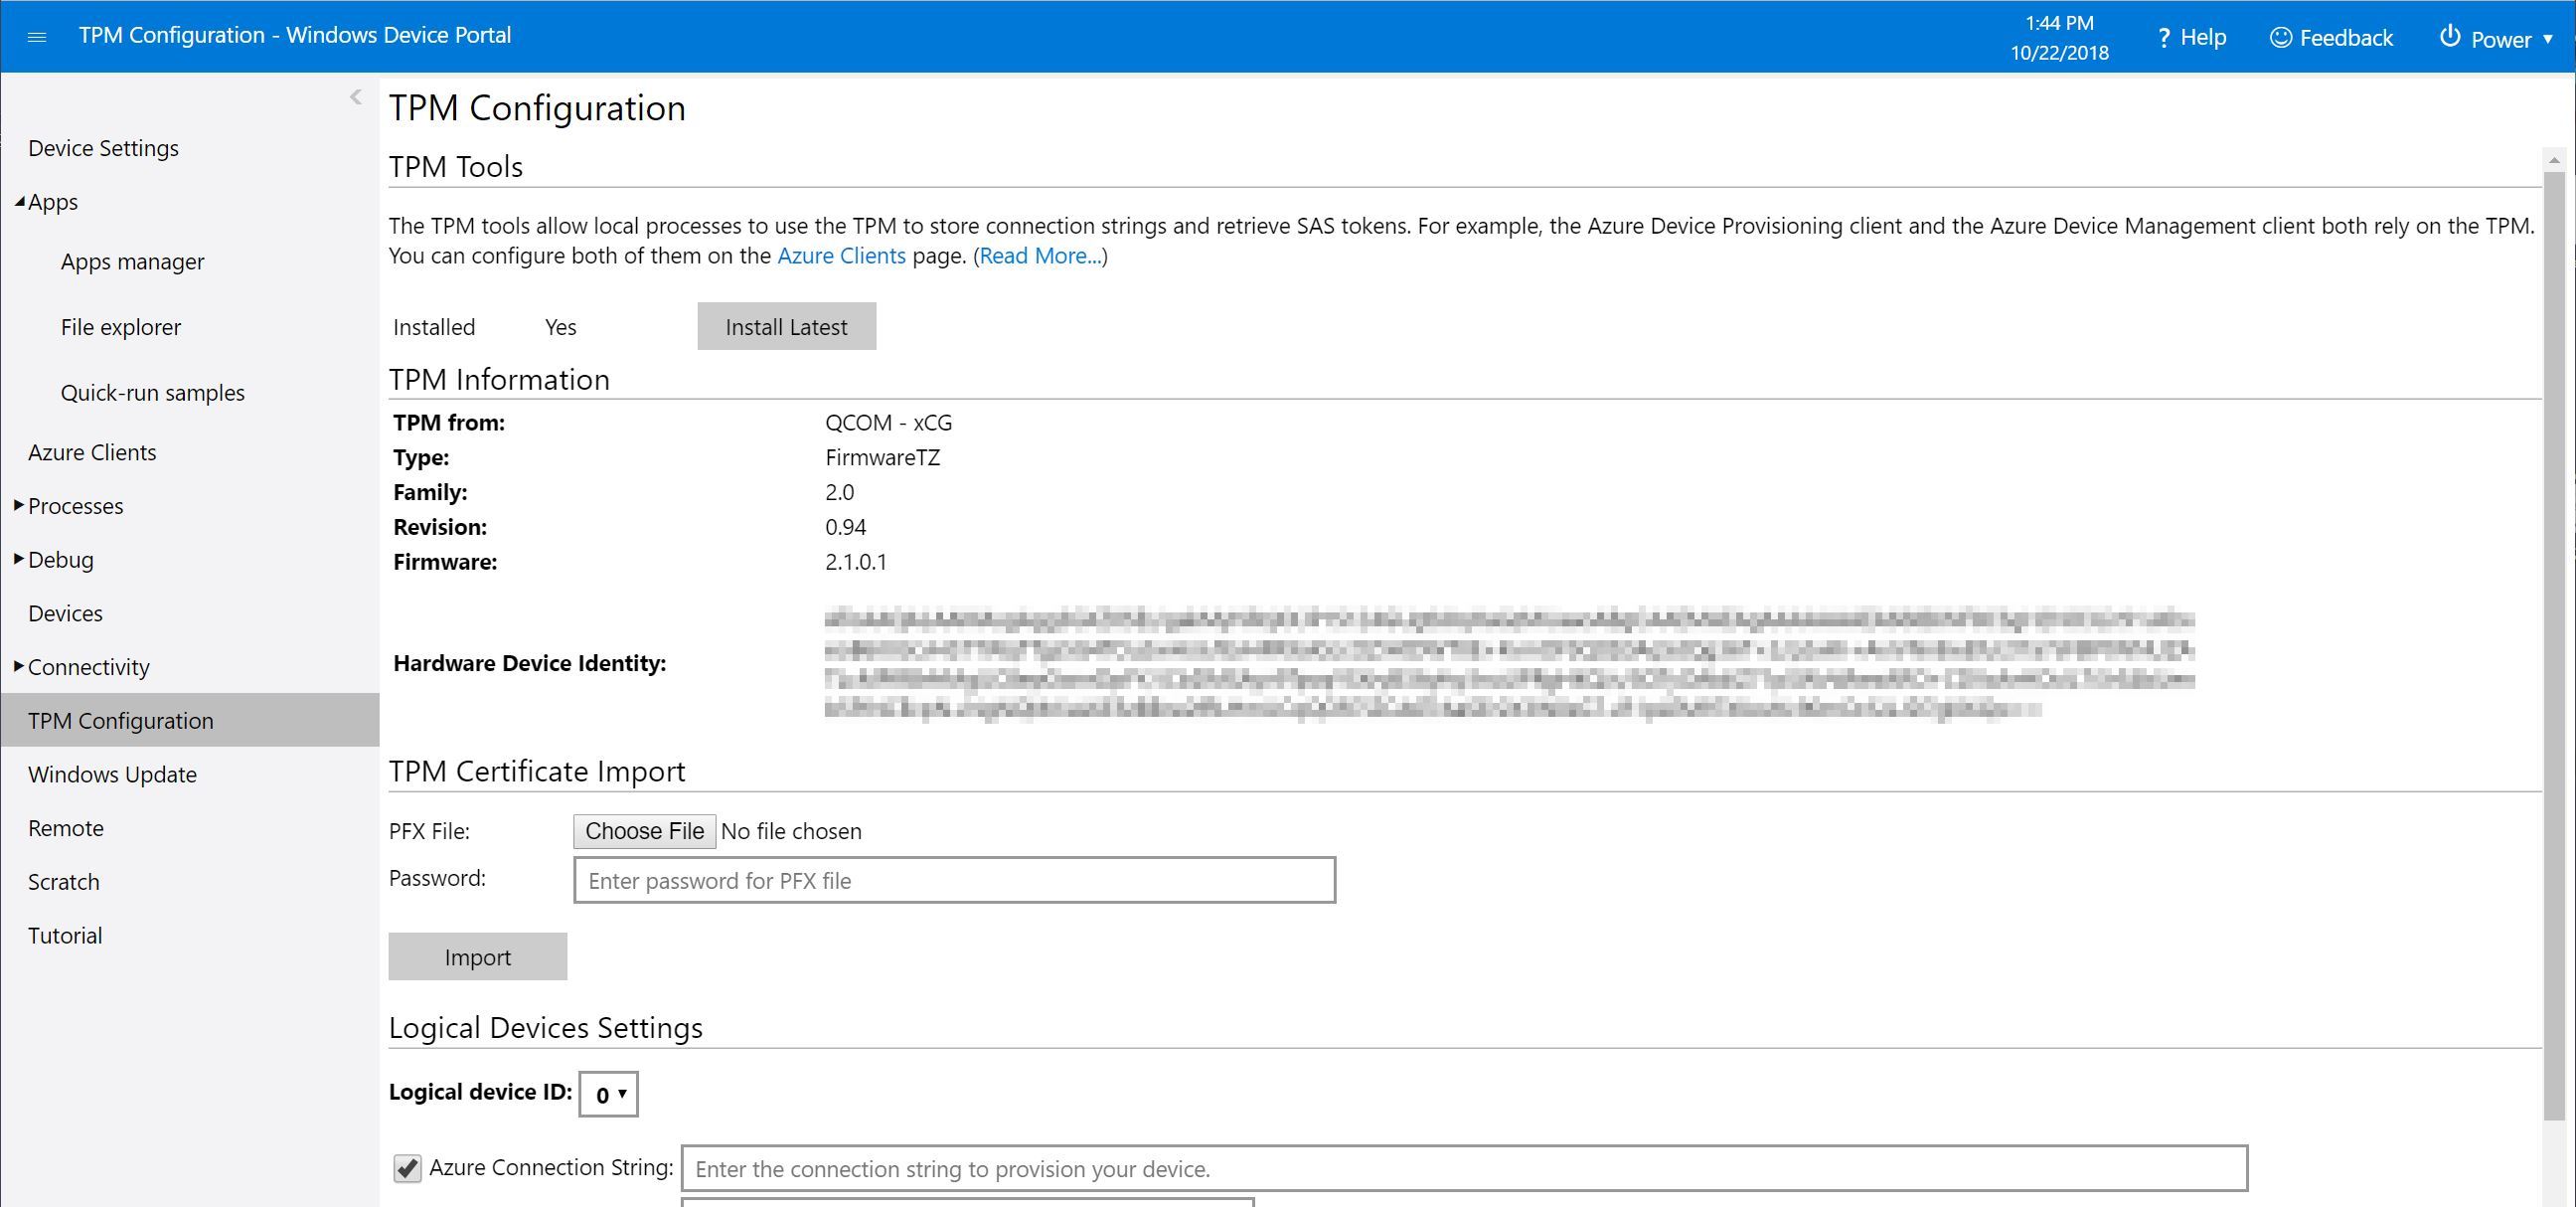 TPM Configuration - Windows Device Portal
1:44 PM
10/22/2018
? Help
Feedback
Power
Device Settings
Apps
Apps manager
File explorer
Quick-run samples
Azure Clients
Processes
Debug
Devices
Connectivity
TPM Configuration
Windows Update
Remote
Scratch
Tutorial
TPM Configuration
TPM Tools
The TPM tools allow local processes to use the TPM to store connection strings and retrieve SAS tokens. For example, the Azure Device Provisioning client and the Azure Device Management client both rely on the TPM.
You can configure both of them on the Azure Clients page. (Read More...)
Installed Yes Install Latest
TPM Information
TPM from: QCOM - xCG
Type: FirmwareTZ
Family: 2.0
Revision: 0.94
Firmware: 2.1.0.1
Hardware Device Identity:
TPM Certificate Import
PFX File: Choose File No file chosen
Password: Enter password for PFX file
Import
Logical Devices Settings
Logical device ID: 0
Azure Connection String: Enter the connection string to provision your device.